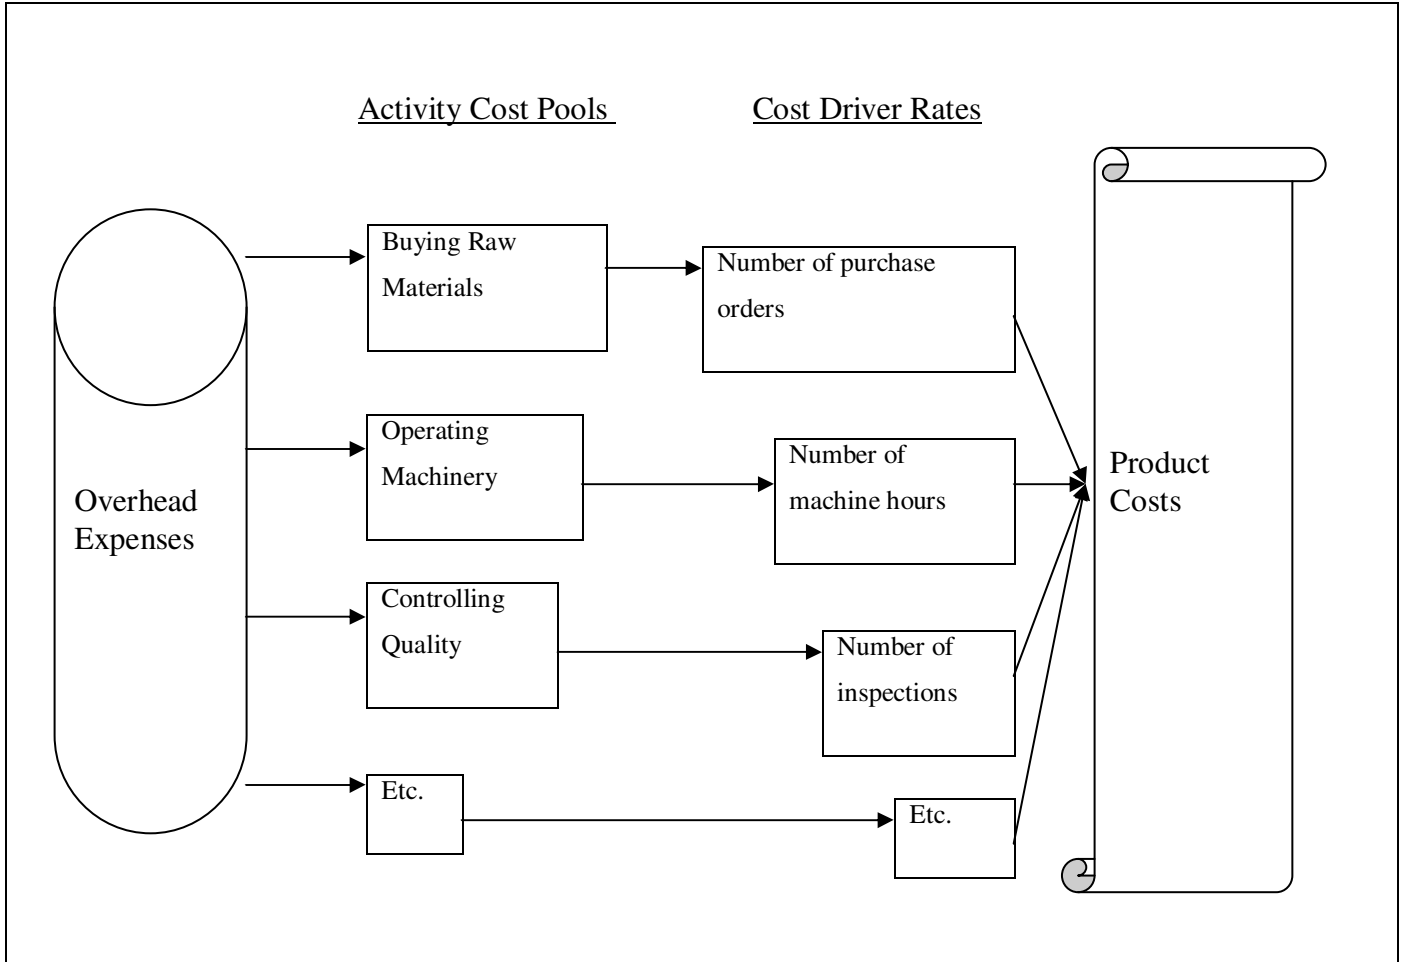 Activity Cost Pools
Cost Driver Rates
Overhead
Expenses
Buying Raw
Materials
Number of purchase
orders
Operating
Machinery
Number of
machine hours
Controlling
Quality
Number of
inspections
Etc.
Etc.
Product
Costs